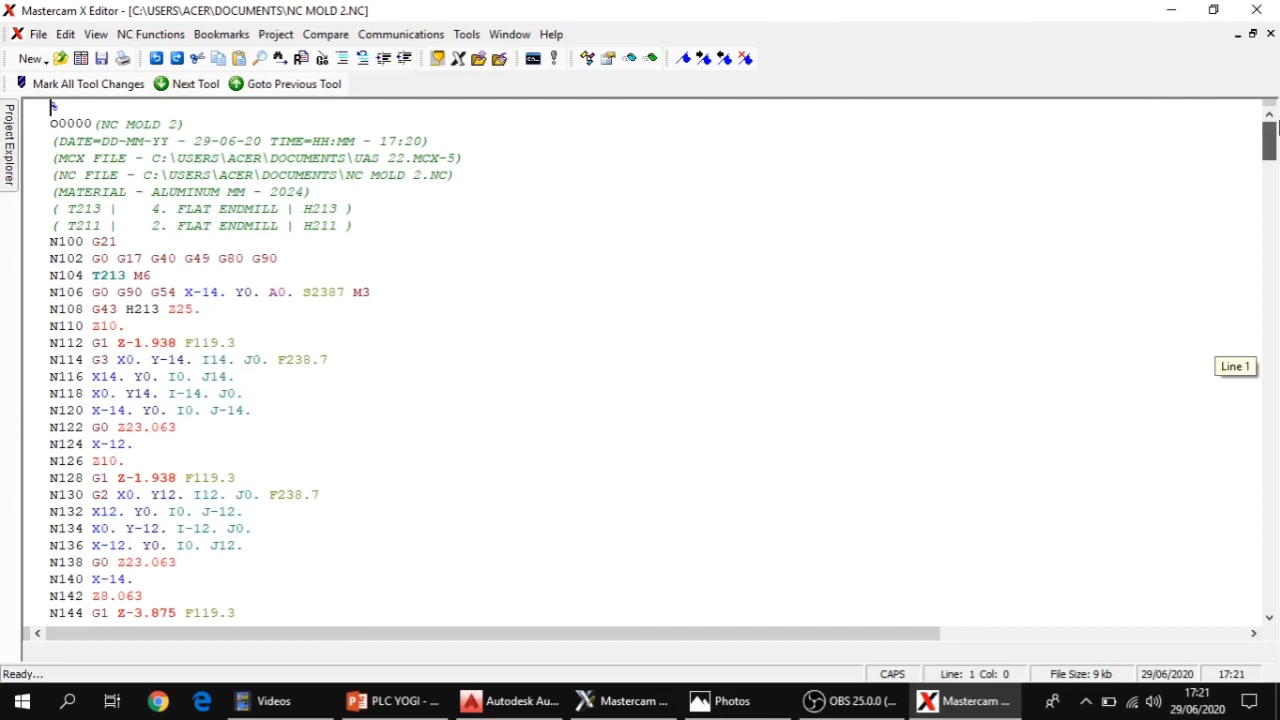 Mastercam X Editor - [C:\USERS\ACER\DOCUMENTS\NC MOLD 2.NC]
File Edit View NC Functions Bookmarks Project Compare Communications Tools Window Help
New
Mark All Tool Changes Next Tool Goto Previous Tool
Project Explorer
%
O0000(NC MOLD 2)
(DATE=DD-MM-YY - 29-06-20 TIME=HH:MM - 17:20)
(MCX FILE - C:\USERS\ACER\DOCUMENTS\UAS 22.MCX-5)
(NC FILE - C:\USERS\ACER\DOCUMENTS\NC MOLD 2.NC)
(MATERIAL - ALUMINUM MM - 2024)
( T213 | 4. FLAT ENDMILL | H213 )
( T211 | 2. FLAT ENDMILL | H211 )
N100 G21
N102 G0 G17 G40 G49 G80 G90
N104 T213 M6
N106 G0 G90 G54 X-14. Y0. A0. S2387 M3
N108 G43 H213 Z25.
N110 Z10.
N112 G1 Z-1.938 F119.3
N114 G3 X0. Y-14. I14. J0. F238.7
Line 1
N116 X14. Y0. I0. J14.
N118 X0. Y14. I-14. J0.
N120 X-14. Y0. I0. J-14.
N122 G0 Z23.063
N124 X-12.
N126 Z10.
N128 G1 Z-1.938 F119.3
N130 G2 X0. Y12. I12. J0. F238.7
N132 X12. Y0. I0. J-12.
N134 X0. Y-12. I-12. J0.
N136 X-12. Y0. I0. J12.
N138 G0 Z23.063
N140 X-14.
N142 Z8.063
N144 G1 Z-3.875 F119.3
Ready... CAPS Line: 1 Col: 0 File Size: 9 kb 29/06/2020 17:21
Videos PLC YOGI - ... Autodesk Au... Mastercam ... Photos OBS 25.0.0 (... Mastercam ... 17:21
29/06/2020